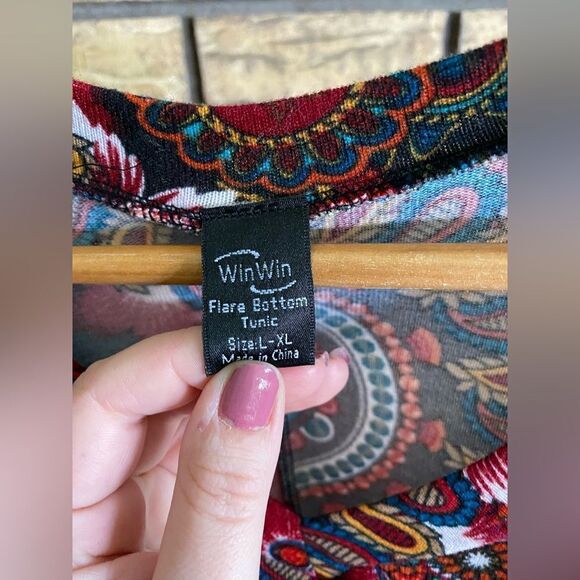 WinWin
Flare Bottom
Tunic
Size:L-XL
Made in China